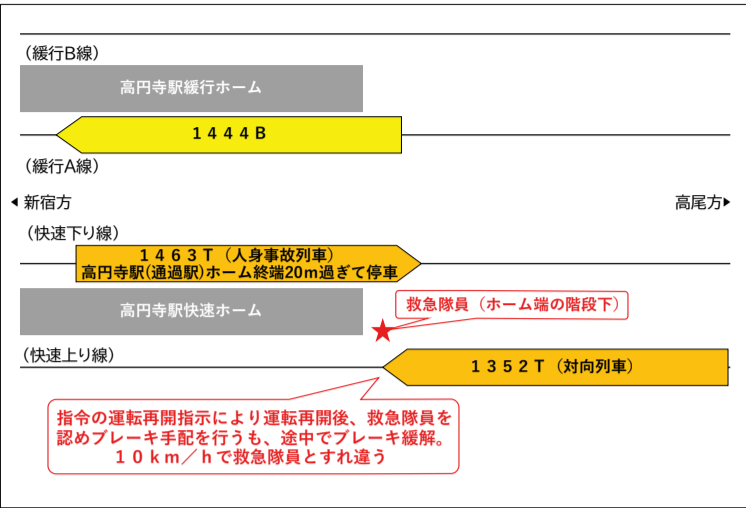 (緩行B線)
高円寺駅緩行ホーム
1444B
(緩行A線)
◀新宿方
高尾方▶
(快速下り線)
1463T(人身事故列車)
高円寺駅(通過駅)ホーム終端20m過ぎて停車
高円寺駅快速ホーム
救急隊員(ホーム端の階段下)
(快速上り線)
1352T(対向列車)
指令の運転再開指示により運転再開後、救急隊員を
認めブレーキ手配を行うも、途中でブレーキ緩解。
10km/hで救急隊員とすれ違う